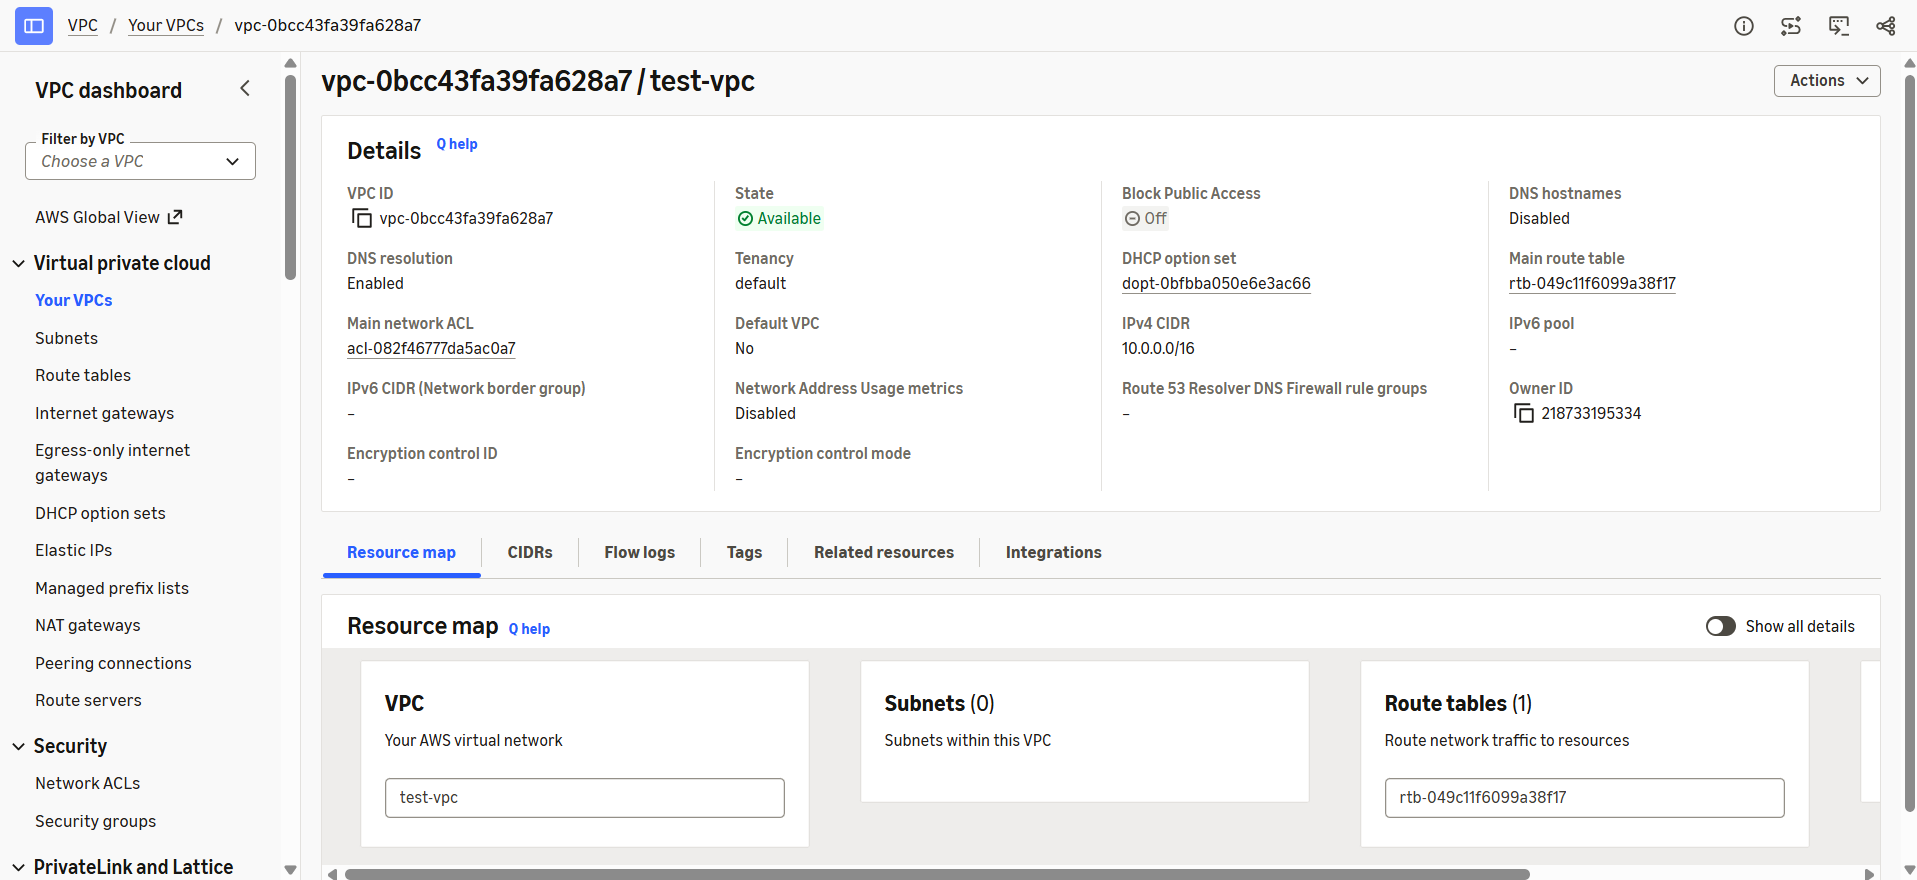 VPC / Your VPCs / vpc-0bcc43fa39fa628a7
VPC dashboard
Filter by VPC
Choose a VPC
AWS Global View
Virtual private cloud
Your VPCs
Subnets
Route tables
Internet gateways
Egress-only internet
gateways
DHCP option sets
Elastic IPs
Managed prefix lists
NAT gateways
Peering connections
Route servers
Security
Network ACLs
Security groups
PrivateLink and Lattice
vpc-0bcc43fa39fa628a7 / test-vpc
Actions
Details Q help
VPC ID
vpc-0bcc43fa39fa628a7
State
Available
Block Public Access
Off
DNS hostnames
Disabled
DNS resolution
Enabled
Tenancy
default
DHCP option set
dopt-0bfbba050e6e3ac66
Main route table
rtb-049c11f6099a38f17
Main network ACL
acl-082f46777da5ac0a7
Default VPC
No
IPv4 CIDR
10.0.0.0/16
IPv6 pool
–
IPv6 CIDR (Network border group)
–
Network Address Usage metrics
Disabled
Route 53 Resolver DNS Firewall rule groups
–
Owner ID
218733195334
Encryption control ID
–
Encryption control mode
–
Resource map CIDRs Flow logs Tags Related resources Integrations
Resource map Q help
Show all details
VPC
Your AWS virtual network
test-vpc
Subnets (0)
Subnets within this VPC
Route tables (1)
Route network traffic to resources
rtb-049c11f6099a38f17